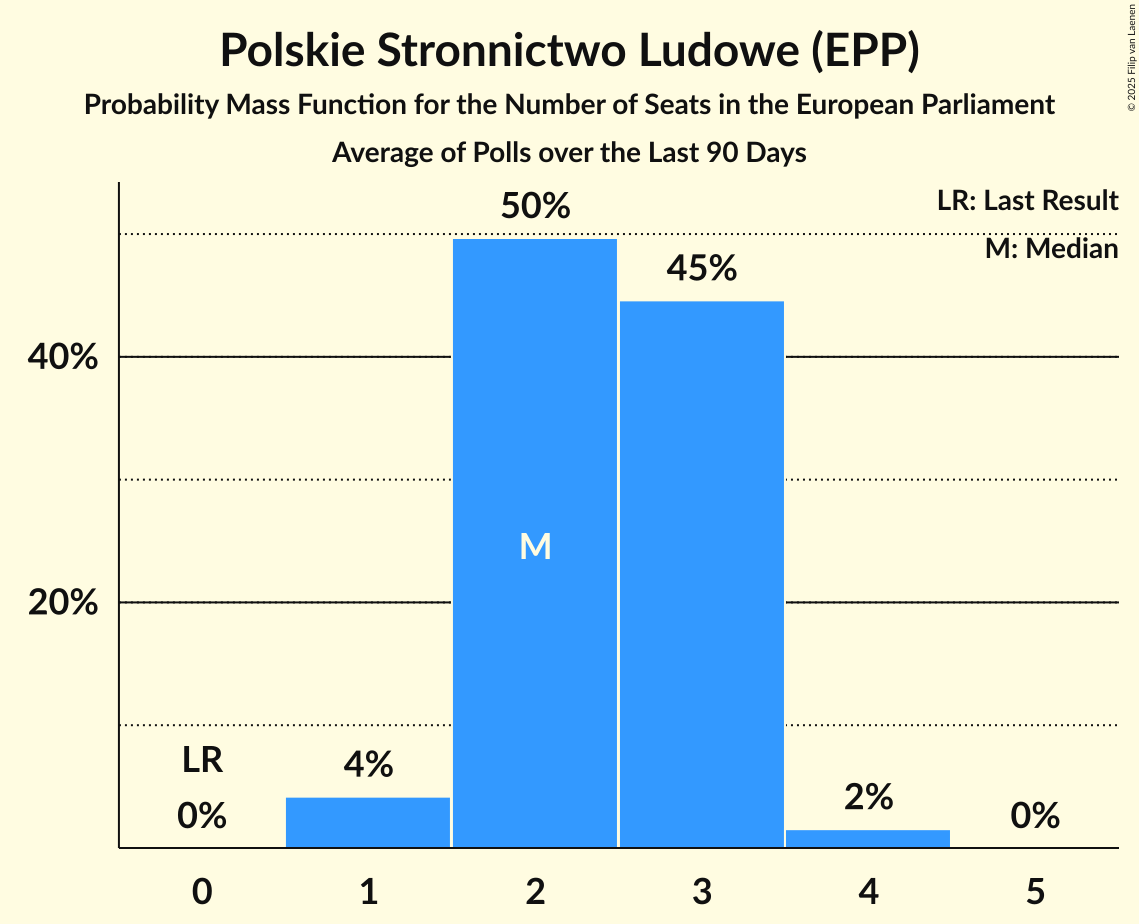 Polskie Stronnictwo Ludowe (EPP)
Probability Mass Function for the Number of Seats in the European Parliament
Average of Polls over the Last 90 Days
© 2025 Filip van Laenen
LR: Last Result
M: Median
50%
45%
40%
M
20%
LR
0%
4%
2%
0%
0 1 2 3 4 5